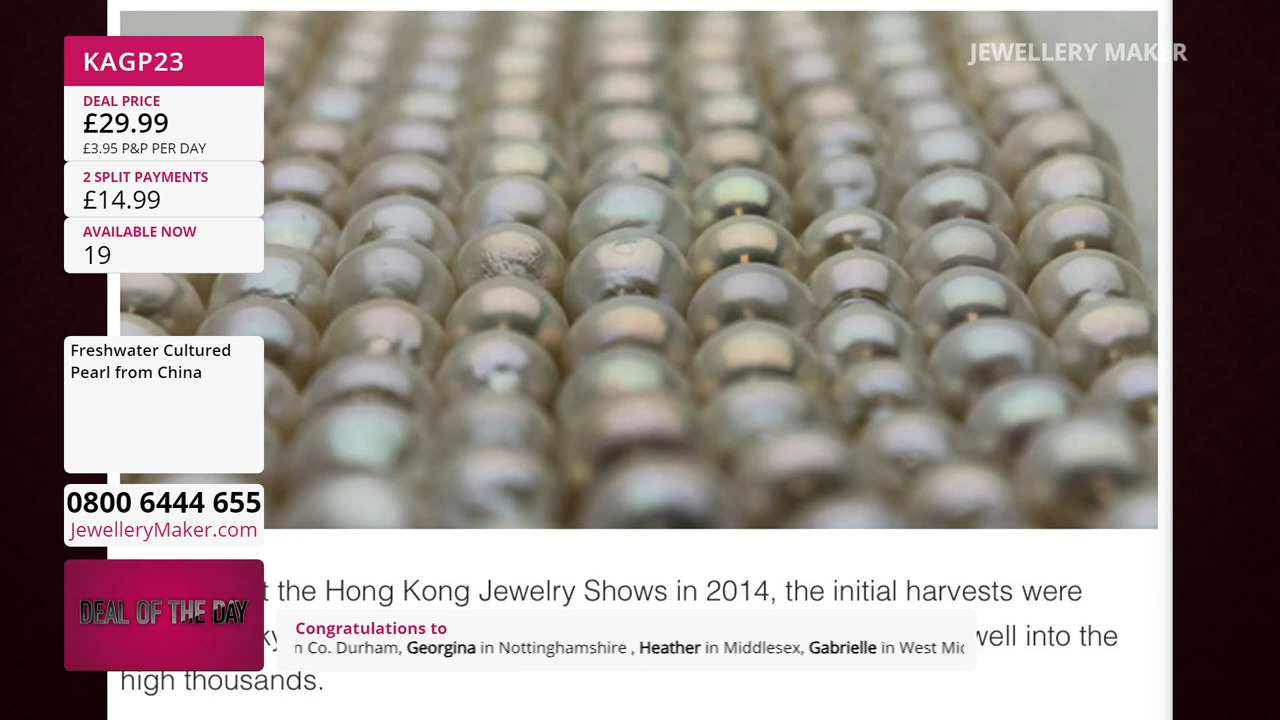 JEWELLERY MAKER
KAGP23
DEAL PRICE
£29.99
£3.95 P&P PER DAY
2 SPLIT PAYMENTS
£14.99
AVAILABLE NOW
19
Freshwater Cultured
Pearl from China
0800 6444 655
JewelleryMaker.com
DEAL OF THE DAY
the Hong Kong Jewelry Shows in 2014, the initial harvests were
well into the
high thousands.
Congratulations to
Co. Durham, Georgina in Nottinghamshire , Heather in Middlesex, Gabrielle in West